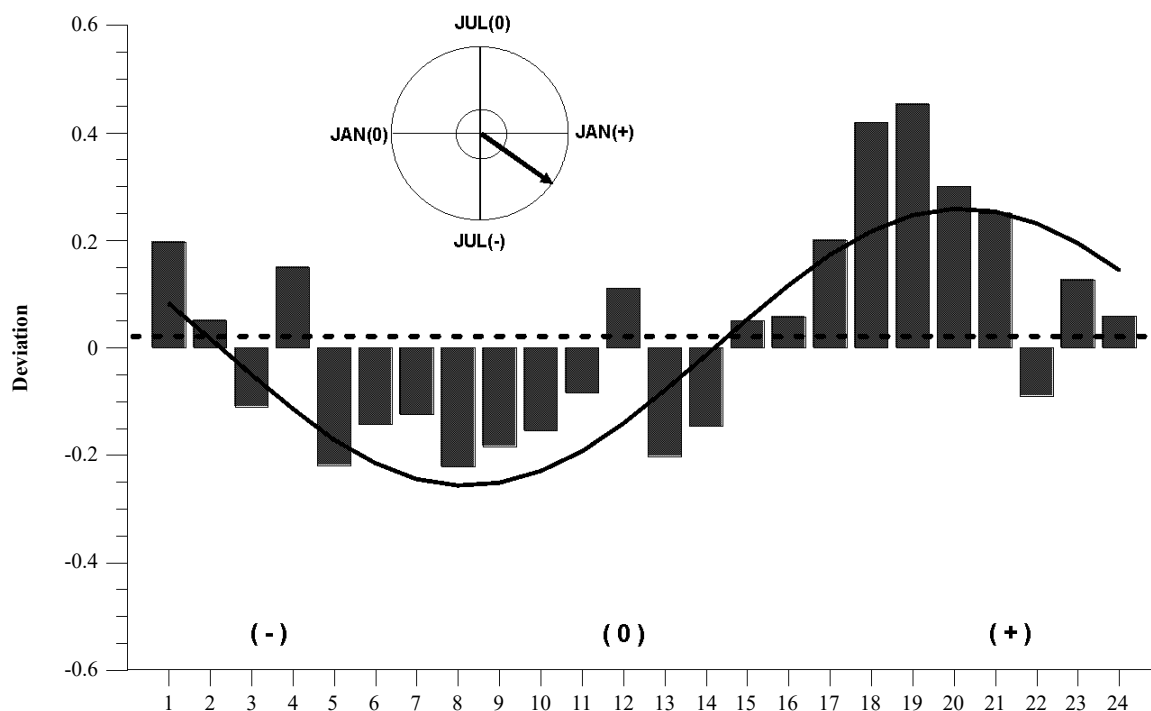 0.6
JUL(0)
0.4
JAN(0)
JAN(+)
0.2
JUL(-)
Deviation
0
-0.2
-0.4
( - )
( 0 )
( + )
-0.6
1 2 3 4 5 6 7 8 9 10 11 12 13 14 15 16 17 18 19 20 21 22 23 24